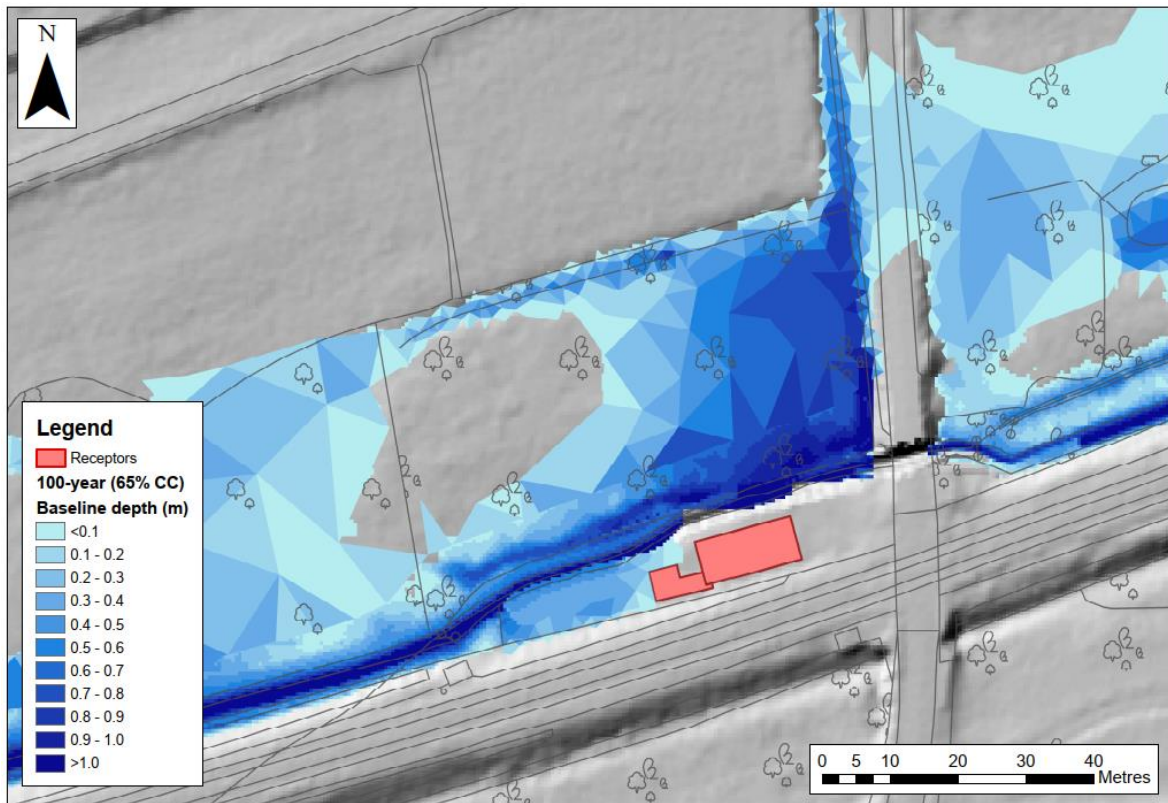 N
Legend
Receptors
100-year (65% CC)
Baseline depth (m)
<0.1
0.1 - 0.2
0.2 - 0.3
0.3 - 0.4
0.4 - 0.5
0.5 - 0.6
0.6 - 0.7
0.7 - 0.8
0.8 - 0.9
0.9 - 1.0
>1.0
0 5 10 20 30 40
Metres